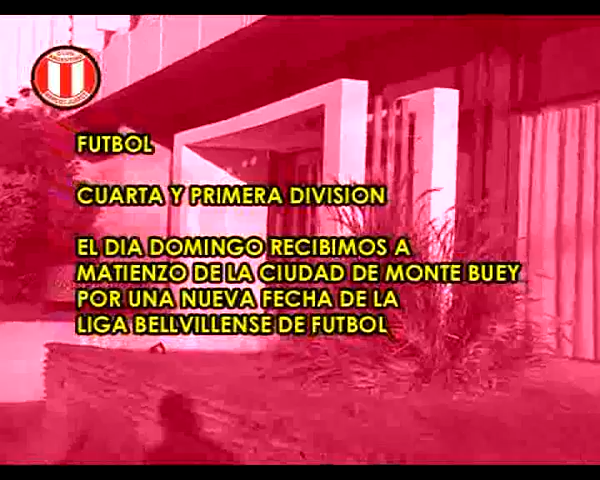 FUTBOL
CUARTA Y PRIMERA DIVISION
EL DIA DOMINGO RECIBIMOS A
MATIENZO DE LA CIUDAD DE MONTE BUEY
POR UNA NUEVA FECHA DE LA
LIGA BELLVILLENSE DE FUTBOL